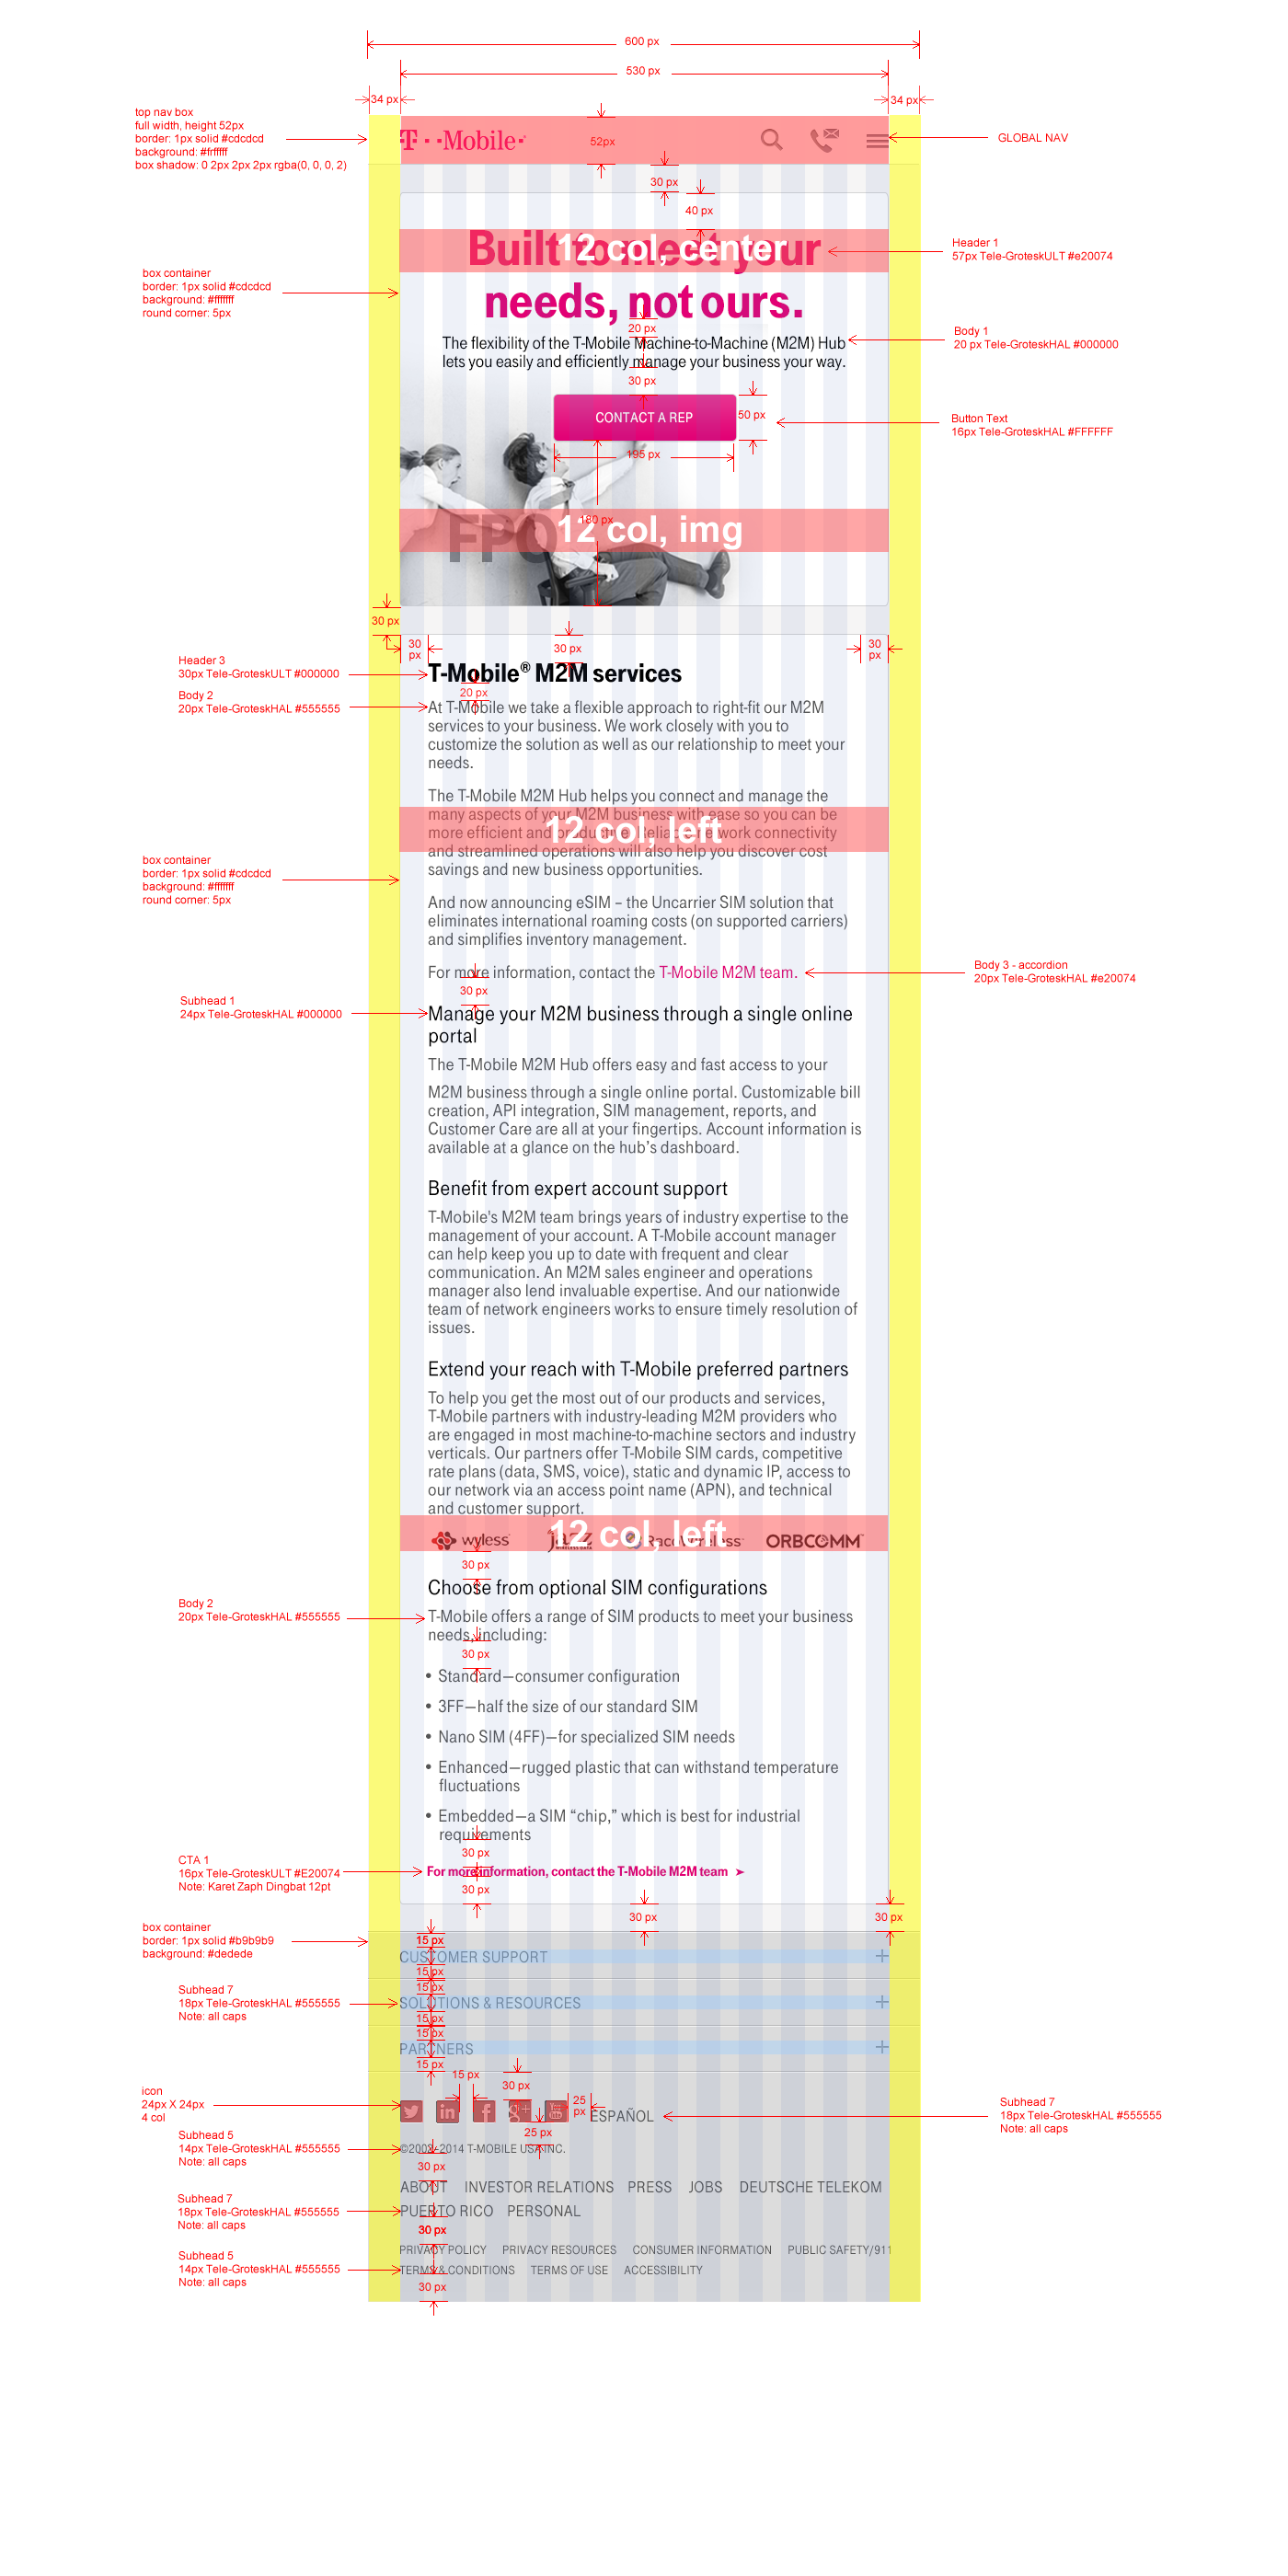 600 px
530 px
34 px
34 px
top nav box
full width, height 52px
border: 1px solid #cdcdcd
background: #frffff
box shadow: 0 2px 2px 2px rgba(0, 0, 0, 2)
T · · Mobile ·
52px
GLOBAL NAV
30 px
40 px
Built to meet your
12 col, center
needs, not ours.
Header 1
57px Tele-GroteskULT #e20074
box container
border: 1px solid #cdcdcd
background: #ffffff
round corner: 5px
20 px
The flexibility of the T-Mobile Machine-to-Machine (M2M) Hub
lets you easily and efficiently manage your business your way.
Body 1
20 px Tele-GroteskHAL #000000
30 px
CONTACT A REP
50 px
Button Text
16px Tele-GroteskHAL #FFFFFF
195 px
180 px
FPO
12 col, img
30 px
30 px
30 px
30 px
Header 3
30px Tele-GroteskULT #000000
T-Mobile® M2M services
20 px
Body 2
20px Tele-GroteskHAL #555555
At T-Mobile we take a flexible approach to right-fit our M2M
services to your business. We work closely with you to
customize the solution as well as our relationship to meet your
needs.
The T-Mobile M2M Hub helps you connect and manage the
many aspects of your M2M business with ease so you can be
more efficient and productive. Reliable network connectivity
12 col, left
and streamlined operations will also help you discover cost
savings and new business opportunities.
box container
border: 1px solid #cdcdcd
background: #ffffff
round corner: 5px
And now announcing eSIM – the Uncarrier SIM solution that
eliminates international roaming costs (on supported carriers)
and simplifies inventory management.
For more information, contact the T-Mobile M2M team.
Body 3 - accordion
20px Tele-GroteskHAL #e20074
30 px
Subhead 1
24px Tele-GroteskHAL #000000
Manage your M2M business through a single online
portal
The T-Mobile M2M Hub offers easy and fast access to your
M2M business through a single online portal. Customizable bill
creation, API integration, SIM management, reports, and
Customer Care are all at your fingertips. Account information is
available at a glance on the hub's dashboard.
Benefit from expert account support
T-Mobile's M2M team brings years of industry expertise to the
management of your account. A T-Mobile account manager
can help keep you up to date with frequent and clear
communication. An M2M sales engineer and operations
manager also lend invaluable expertise. And our nationwide
team of network engineers works to ensure timely resolution of
issues.
Extend your reach with T-Mobile preferred partners
To help you get the most out of our products and services,
T-Mobile partners with industry-leading M2M providers who
are engaged in most machine-to-machine sectors and industry
verticals. Our partners offer T-Mobile SIM cards, competitive
rate plans (data, SMS, voice), static and dynamic IP, access to
our network via an access point name (APN), and technical
and customer support.
wyless jazz WIRELESS DATA RacoWireless ORBCOMM
12 col, left
30 px
Choose from optional SIM configurations
Body 2
20px Tele-GroteskHAL #555555
T-Mobile offers a range of SIM products to meet your business
needs, including:
30 px
• Standard—consumer configuration
• 3FF—half the size of our standard SIM
• Nano SIM (4FF)—for specialized SIM needs
• Enhanced—rugged plastic that can withstand temperature
fluctuations
• Embedded—a SIM “chip,” which is best for industrial
requirements
30 px
CTA 1
16px Tele-GroteskULT #E20074
Note: Karet Zaph Dingbat 12pt
For more information, contact the T-Mobile M2M team ➤
30 px
30 px
30 px
box container
border: 1px solid #b9b9b9
background: #dedede
15 px
CUSTOMER SUPPORT +
15 px
15 px
Subhead 7
18px Tele-GroteskHAL #555555
Note: all caps
SOLUTIONS & RESOURCES +
15 px
15 px
PARTNERS +
15 px
15 px
30 px
icon
24px X 24px
4 col
in f g+ You
25 px
ESPAÑOL
Subhead 7
18px Tele-GroteskHAL #555555
Note: all caps
25 px
Subhead 5
14px Tele-GroteskHAL #555555
Note: all caps
©2002-2014 T-MOBILE USA INC.
30 px
ABOUT INVESTOR RELATIONS PRESS JOBS DEUTSCHE TELEKOM
Subhead 7
18px Tele-GroteskHAL #555555
Note: all caps
PUERTO RICO PERSONAL
30 px
PRIVACY POLICY PRIVACY RESOURCES CONSUMER INFORMATION PUBLIC SAFETY/911
Subhead 5
14px Tele-GroteskHAL #555555
Note: all caps
TERMS & CONDITIONS TERMS OF USE ACCESSIBILITY
30 px